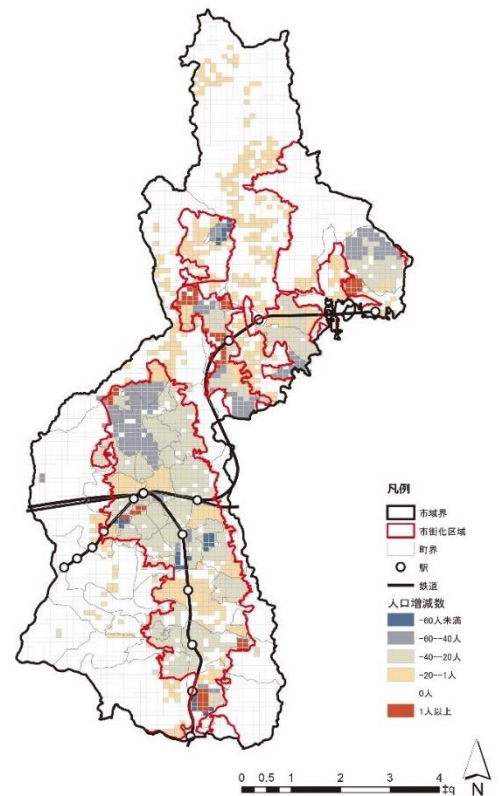 凡例
市域界
市街化区域
町界
駅
鉄道
人口増減数
-60人未満
-60--40人
-40--20人
-20--1人
0人
1人以上
0 0.5 1 2 3 4
N